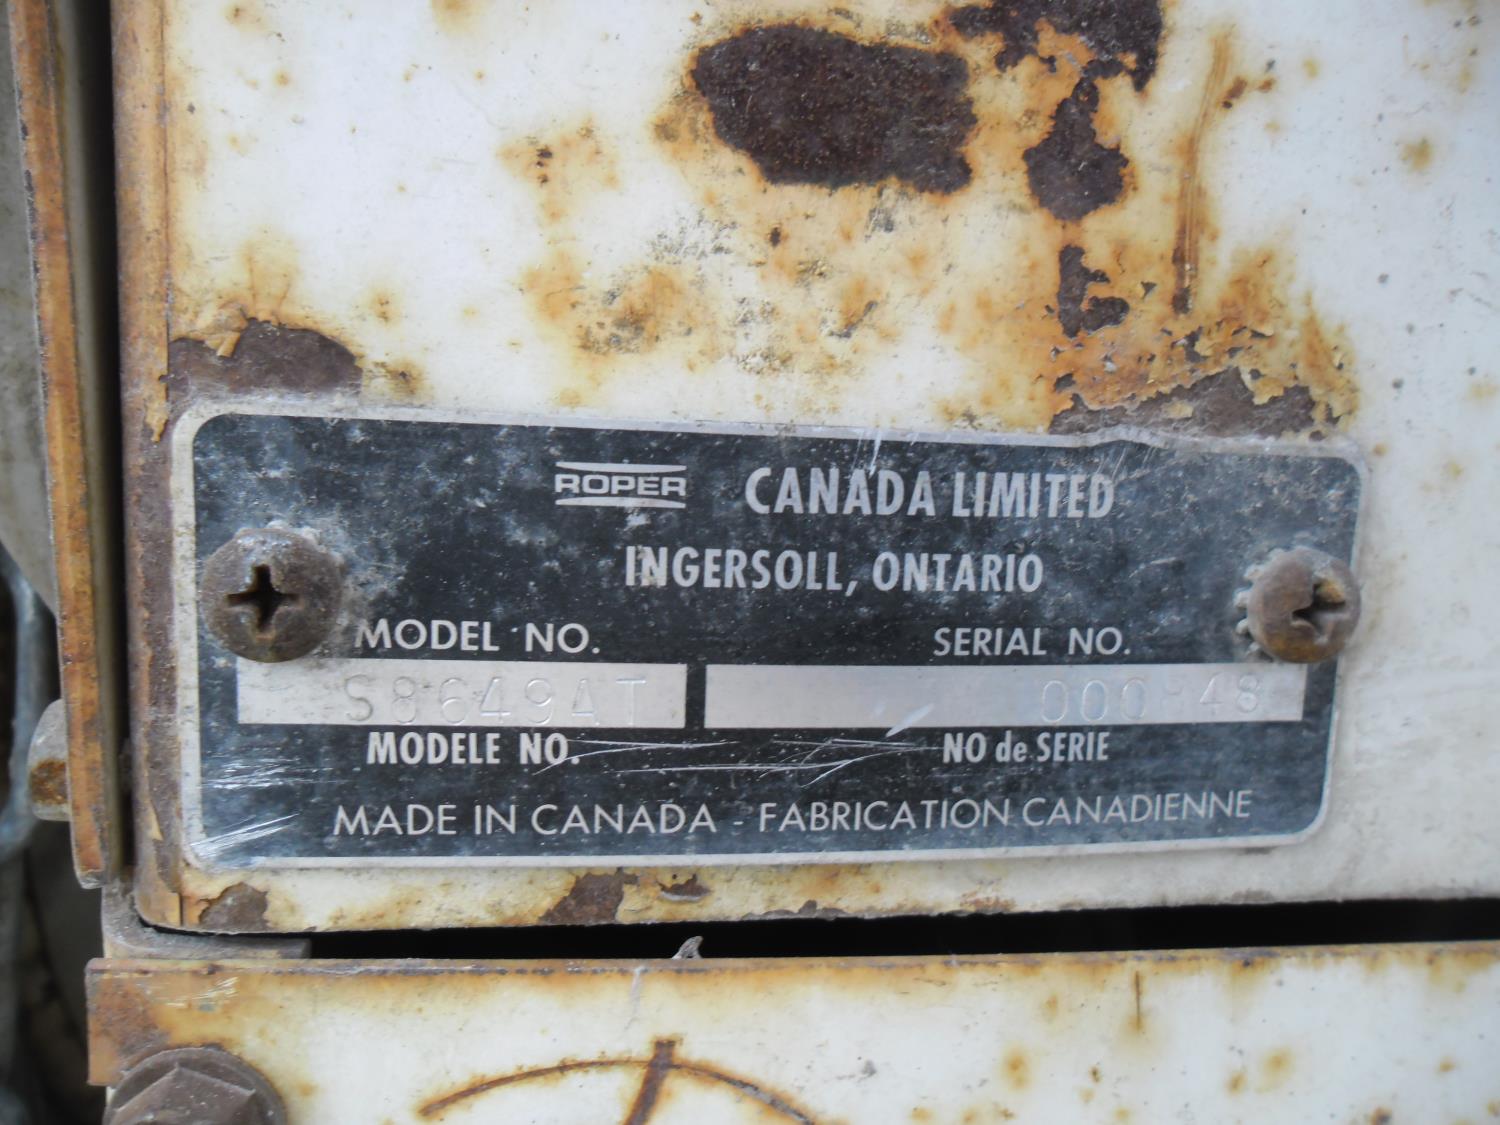 ROPER CANADA LIMITED
INGERSOLL, ONTARIO
MODEL NO. SERIAL NO.
S8649AT
MODELE NO. NO de SERIE
MADE IN CANADA - FABRICATION CANADIENNE